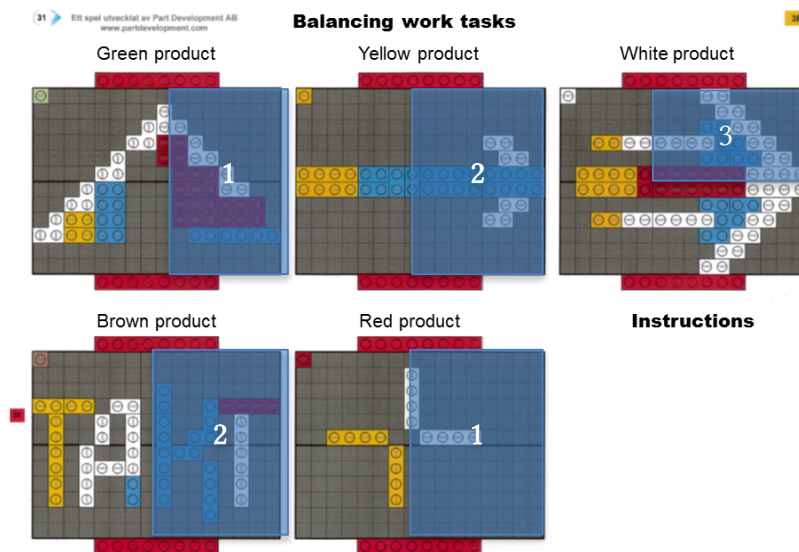 31 Ett spel utvecklat av Part Development AB
www.partdevelopment.com
Balancing work tasks
Green product
Yellow product
White product
1
2
3
Brown product
Red product
Instructions
31
2
1